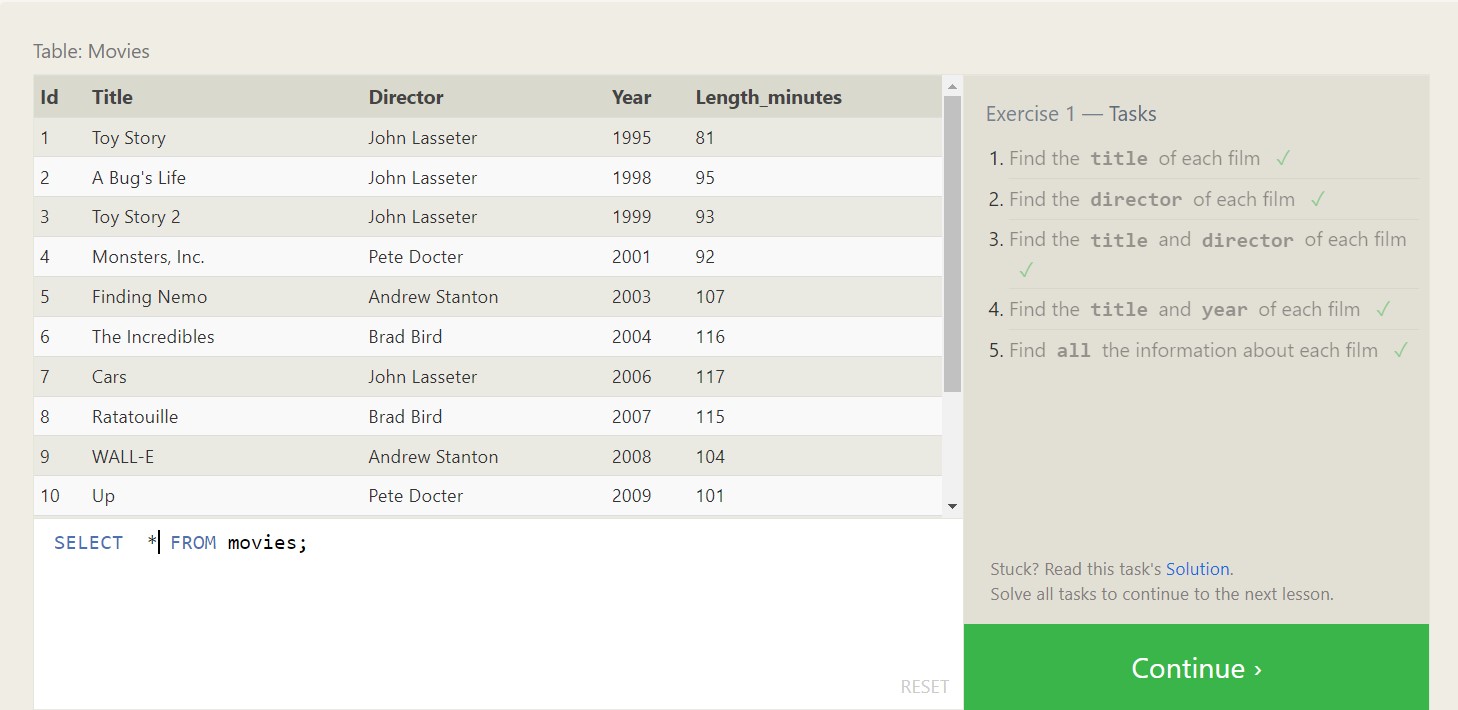 Table: Movies
Id Title Director Year Length_minutes
1 Toy Story John Lasseter 1995 81
2 A Bug's Life John Lasseter 1998 95
3 Toy Story 2 John Lasseter 1999 93
4 Monsters, Inc. Pete Docter 2001 92
5 Finding Nemo Andrew Stanton 2003 107
6 The Incredibles Brad Bird 2004 116
7 Cars John Lasseter 2006 117
8 Ratatouille Brad Bird 2007 115
9 WALL-E Andrew Stanton 2008 104
10 Up Pete Docter 2009 101
SELECT  * FROM movies;
RESET
Exercise 1 — Tasks
1. Find the title of each film ✓
2. Find the director of each film ✓
3. Find the title and director of each film
✓
4. Find the title and year of each film ✓
5. Find all the information about each film ✓
Stuck? Read this task's Solution.
Solve all tasks to continue to the next lesson.
Continue ›